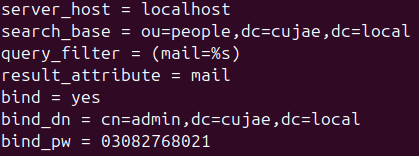 server_host = localhost
search_base = ou=people,dc=cujae,dc=local
query_filter = (mail=%s)
result_attribute = mail
bind = yes
bind_dn = cn=admin,dc=cujae,dc=local
bind_pw = 03082768021